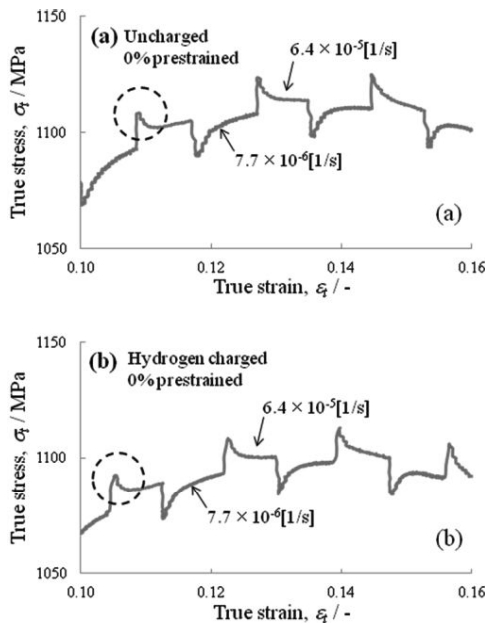 (a) Uncharged
0% prestrained
6.4 × 10⁻⁵[1/s]
7.7 × 10⁻⁶[1/s]
(a)
True stress, σₜ / MPa
1150
1100
1050
0.10 0.12 0.14 0.16
True strain, εₜ / -
(b) Hydrogen charged
0% prestrained
6.4 × 10⁻⁵[1/s]
7.7 × 10⁻⁶[1/s]
(b)
True stress, σₜ / MPa
1150
1100
1050
0.10 0.12 0.14 0.16
True strain, εₜ / -